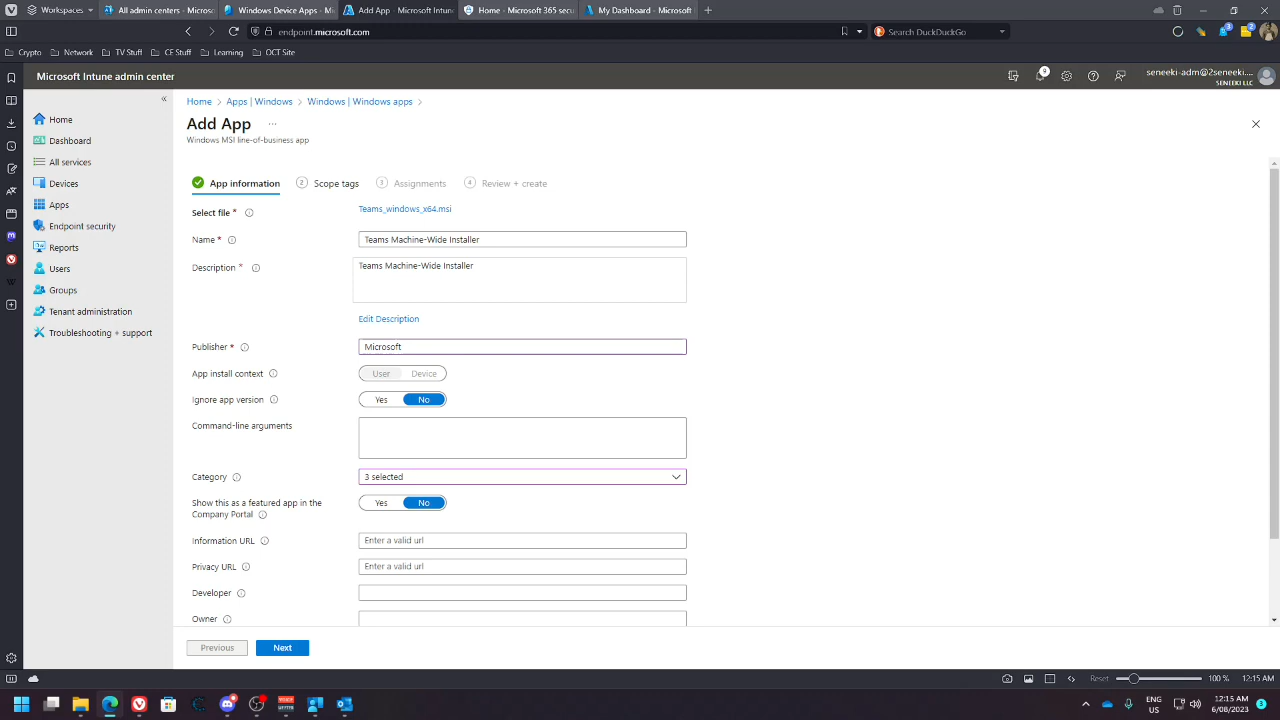 Workspaces
All admin centers - Microso
Windows Device Apps - Mi
Add App - Microsoft Intun
Home - Microsoft 365 secu
My Dashboard - Microsoft
endpoint.microsoft.com
Search DuckDuckGo
3
2
Crypto
Network
TV Stuff
CE Stuff
Learning
OCT Site
Microsoft Intune admin center
9
seneeki-adm@2seneeki....
SENEEKI LLC
Home
Dashboard
All services
Devices
Apps
Endpoint security
Reports
Users
Groups
Tenant administration
Troubleshooting + support
Home > Apps | Windows > Windows | Windows apps >
Add App ...
Windows MSI line-of-business app
App information
2 Scope tags
3 Assignments
4 Review + create
Select file *
Teams_windows_x64.msi
Name *
Teams Machine-Wide Installer
Description *
Teams Machine-Wide Installer
Edit Description
Publisher *
Microsoft
App install context
User Device
Ignore app version
Yes No
Command-line arguments
Category
3 selected
Show this as a featured app in the
Company Portal
Yes No
Information URL
Enter a valid url
Privacy URL
Enter a valid url
Developer
Owner
Previous
Next
Reset
100 %
12:15 AM
ENG
US
12:15 AM
6/08/2023
3